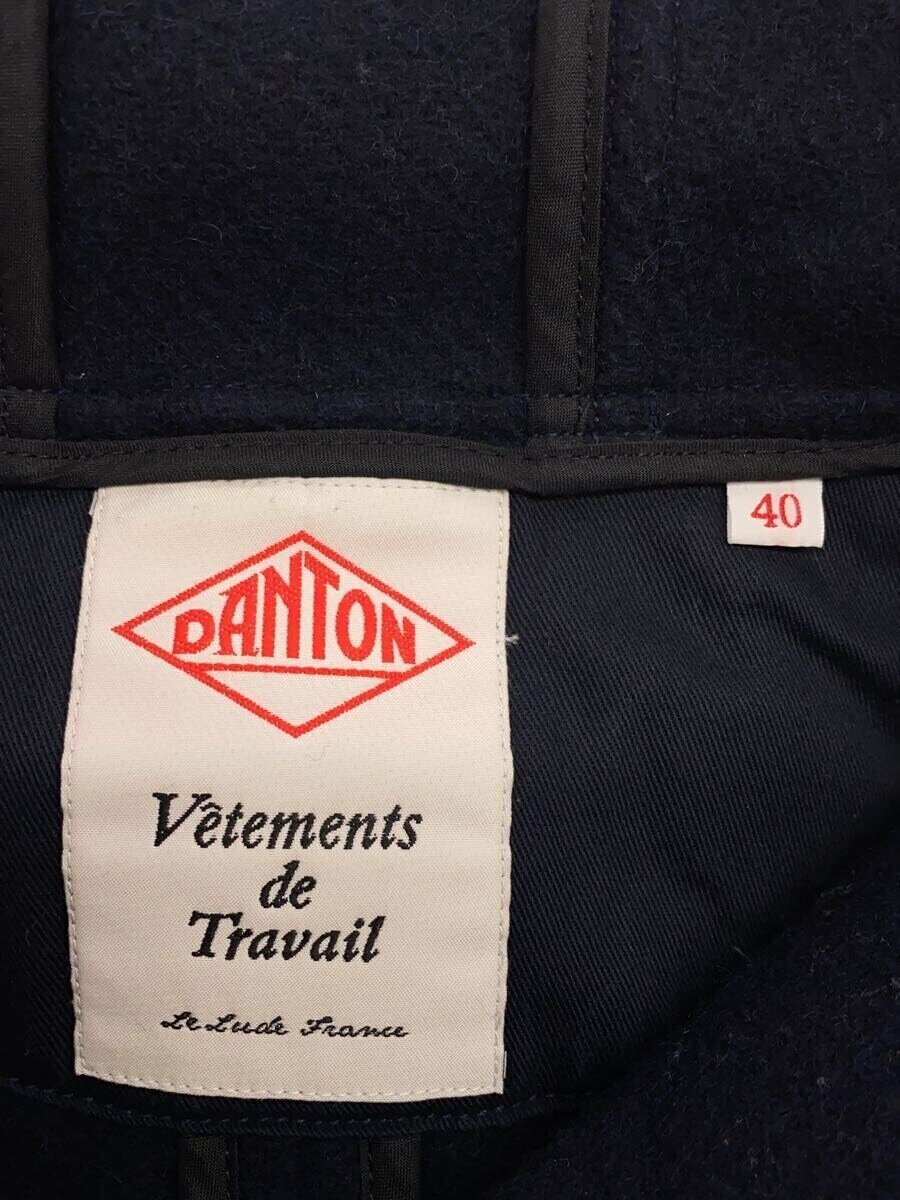 DANTON
Vêtements
de
Travail
Le Lude France
40